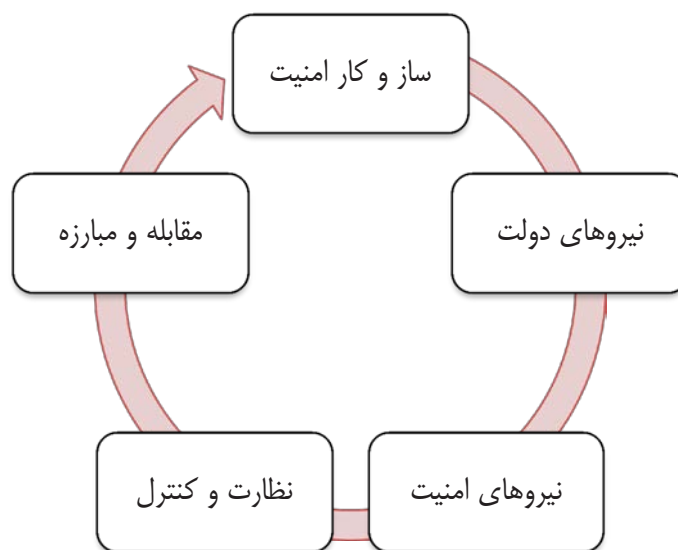 ساز و کار امنیت
نیروهای دولت
نیروهای امنیت
نظارت و کنترل
مقابله و مبارزه